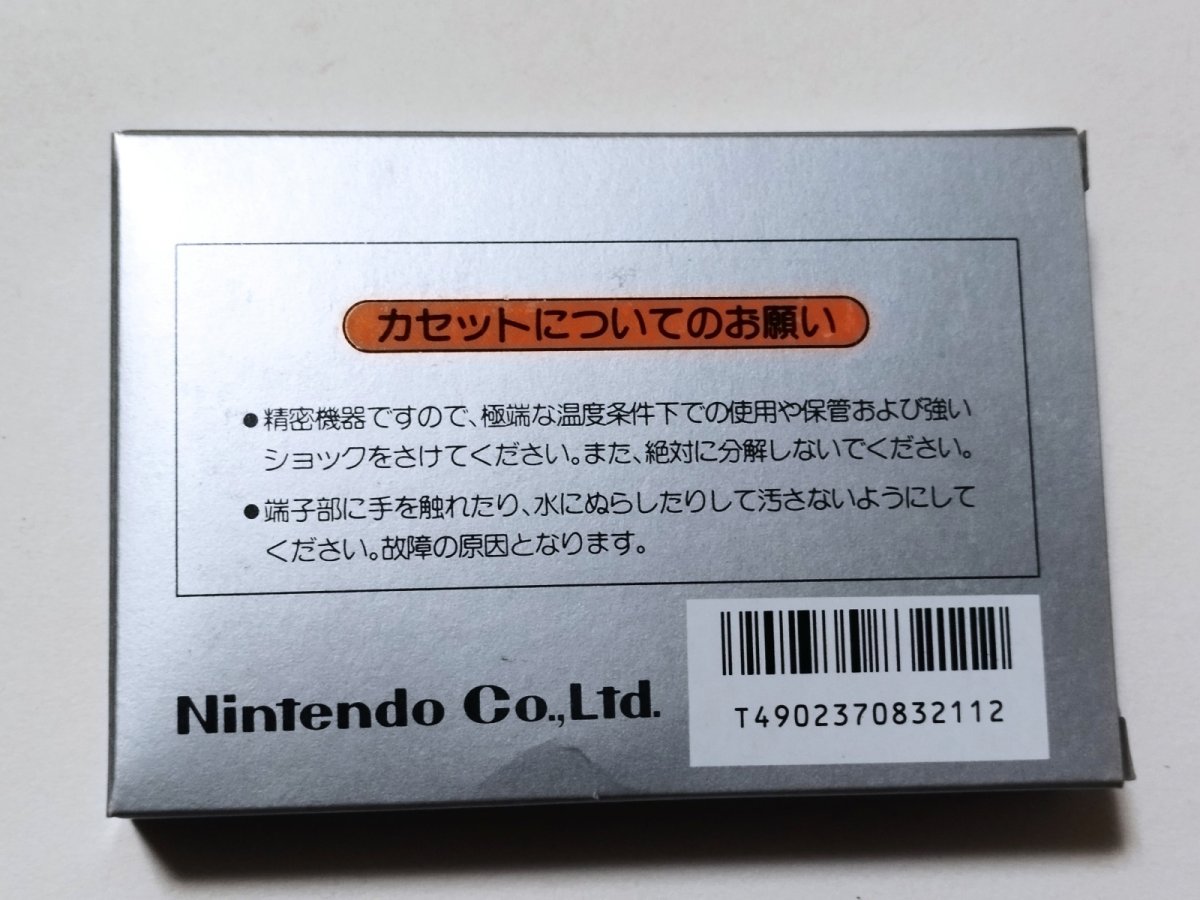 カセットについてのお願い
●精密機器ですので、極端な温度条件下での使用や保管および強い
ショックをさけてください。また、絶対に分解しないでください。
●端子部に手を触れたり、水にぬらしたりして汚さないようにして
ください。故障の原因となります。
Nintendo Co.,Ltd.
T4902370832112